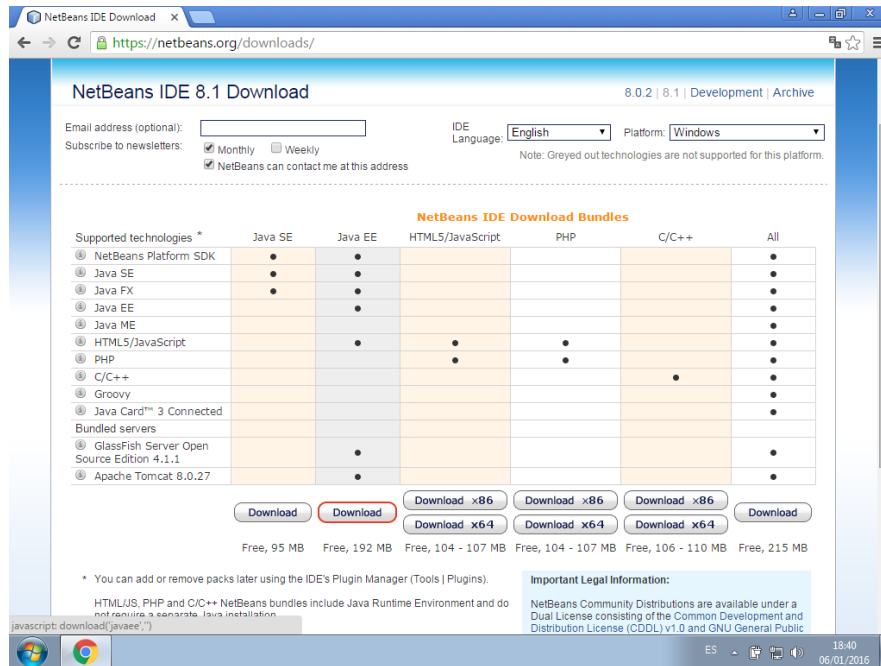 NetBeans IDE Download
https://netbeans.org/downloads/
NetBeans IDE 8.1 Download
8.0.2 | 8.1 | Development | Archive
Email address (optional):
IDE Language: English
Platform: Windows
Subscribe to newsletters: Monthly Weekly
Note: Greyed out technologies are not supported for this platform.
NetBeans can contact me at this address
NetBeans IDE Download Bundles
Supported technologies * Java SE Java EE HTML5/JavaScript PHP C/C++ All
NetBeans Platform SDK • • •
Java SE • • •
Java FX • • •
Java EE • •
Java ME •
HTML5/JavaScript • • • •
PHP • • •
C/C++ • •
Groovy •
Java Card™ 3 Connected •
Bundled servers
GlassFish Server Open
Source Edition 4.1.1 • •
Apache Tomcat 8.0.27 • •
Download x86 Download x86 Download x86
Download Download Download
Download x64 Download x64 Download x64
Free, 95 MB Free, 192 MB Free, 104 - 107 MB Free, 104 - 107 MB Free, 106 - 110 MB Free, 215 MB
* You can add or remove packs later using the IDE's Plugin Manager (Tools | Plugins).
HTML/JS, PHP and C/C++ NetBeans bundles include Java Runtime Environment and do
not require a separate Java installation
Important Legal Information:
NetBeans Community Distributions are available under a
Dual License consisting of the Common Development and
Distribution License (CDDL) v1.0 and GNU General Public
javascript: download('javaee','')
ES
18:40
06/01/2016